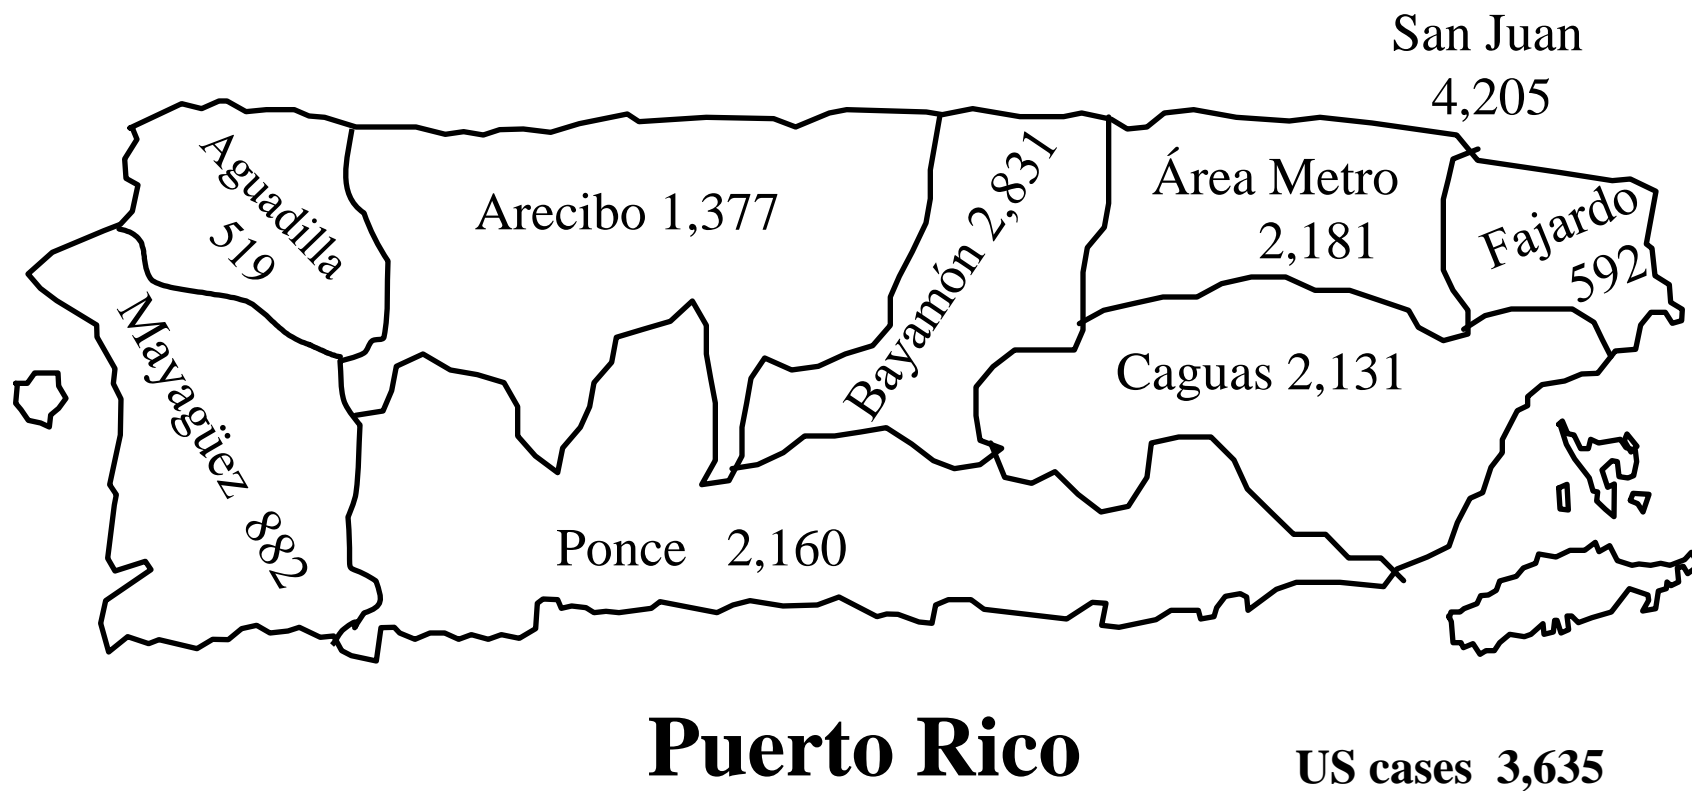 San Juan
4,205
Aguadilla
519
Arecibo 1,377
Bayamón 2,831
Área Metro
2,181
Fajardo
592
Mayagüez 882
Caguas 2,131
Ponce 2,160
Puerto Rico
US cases 3,635